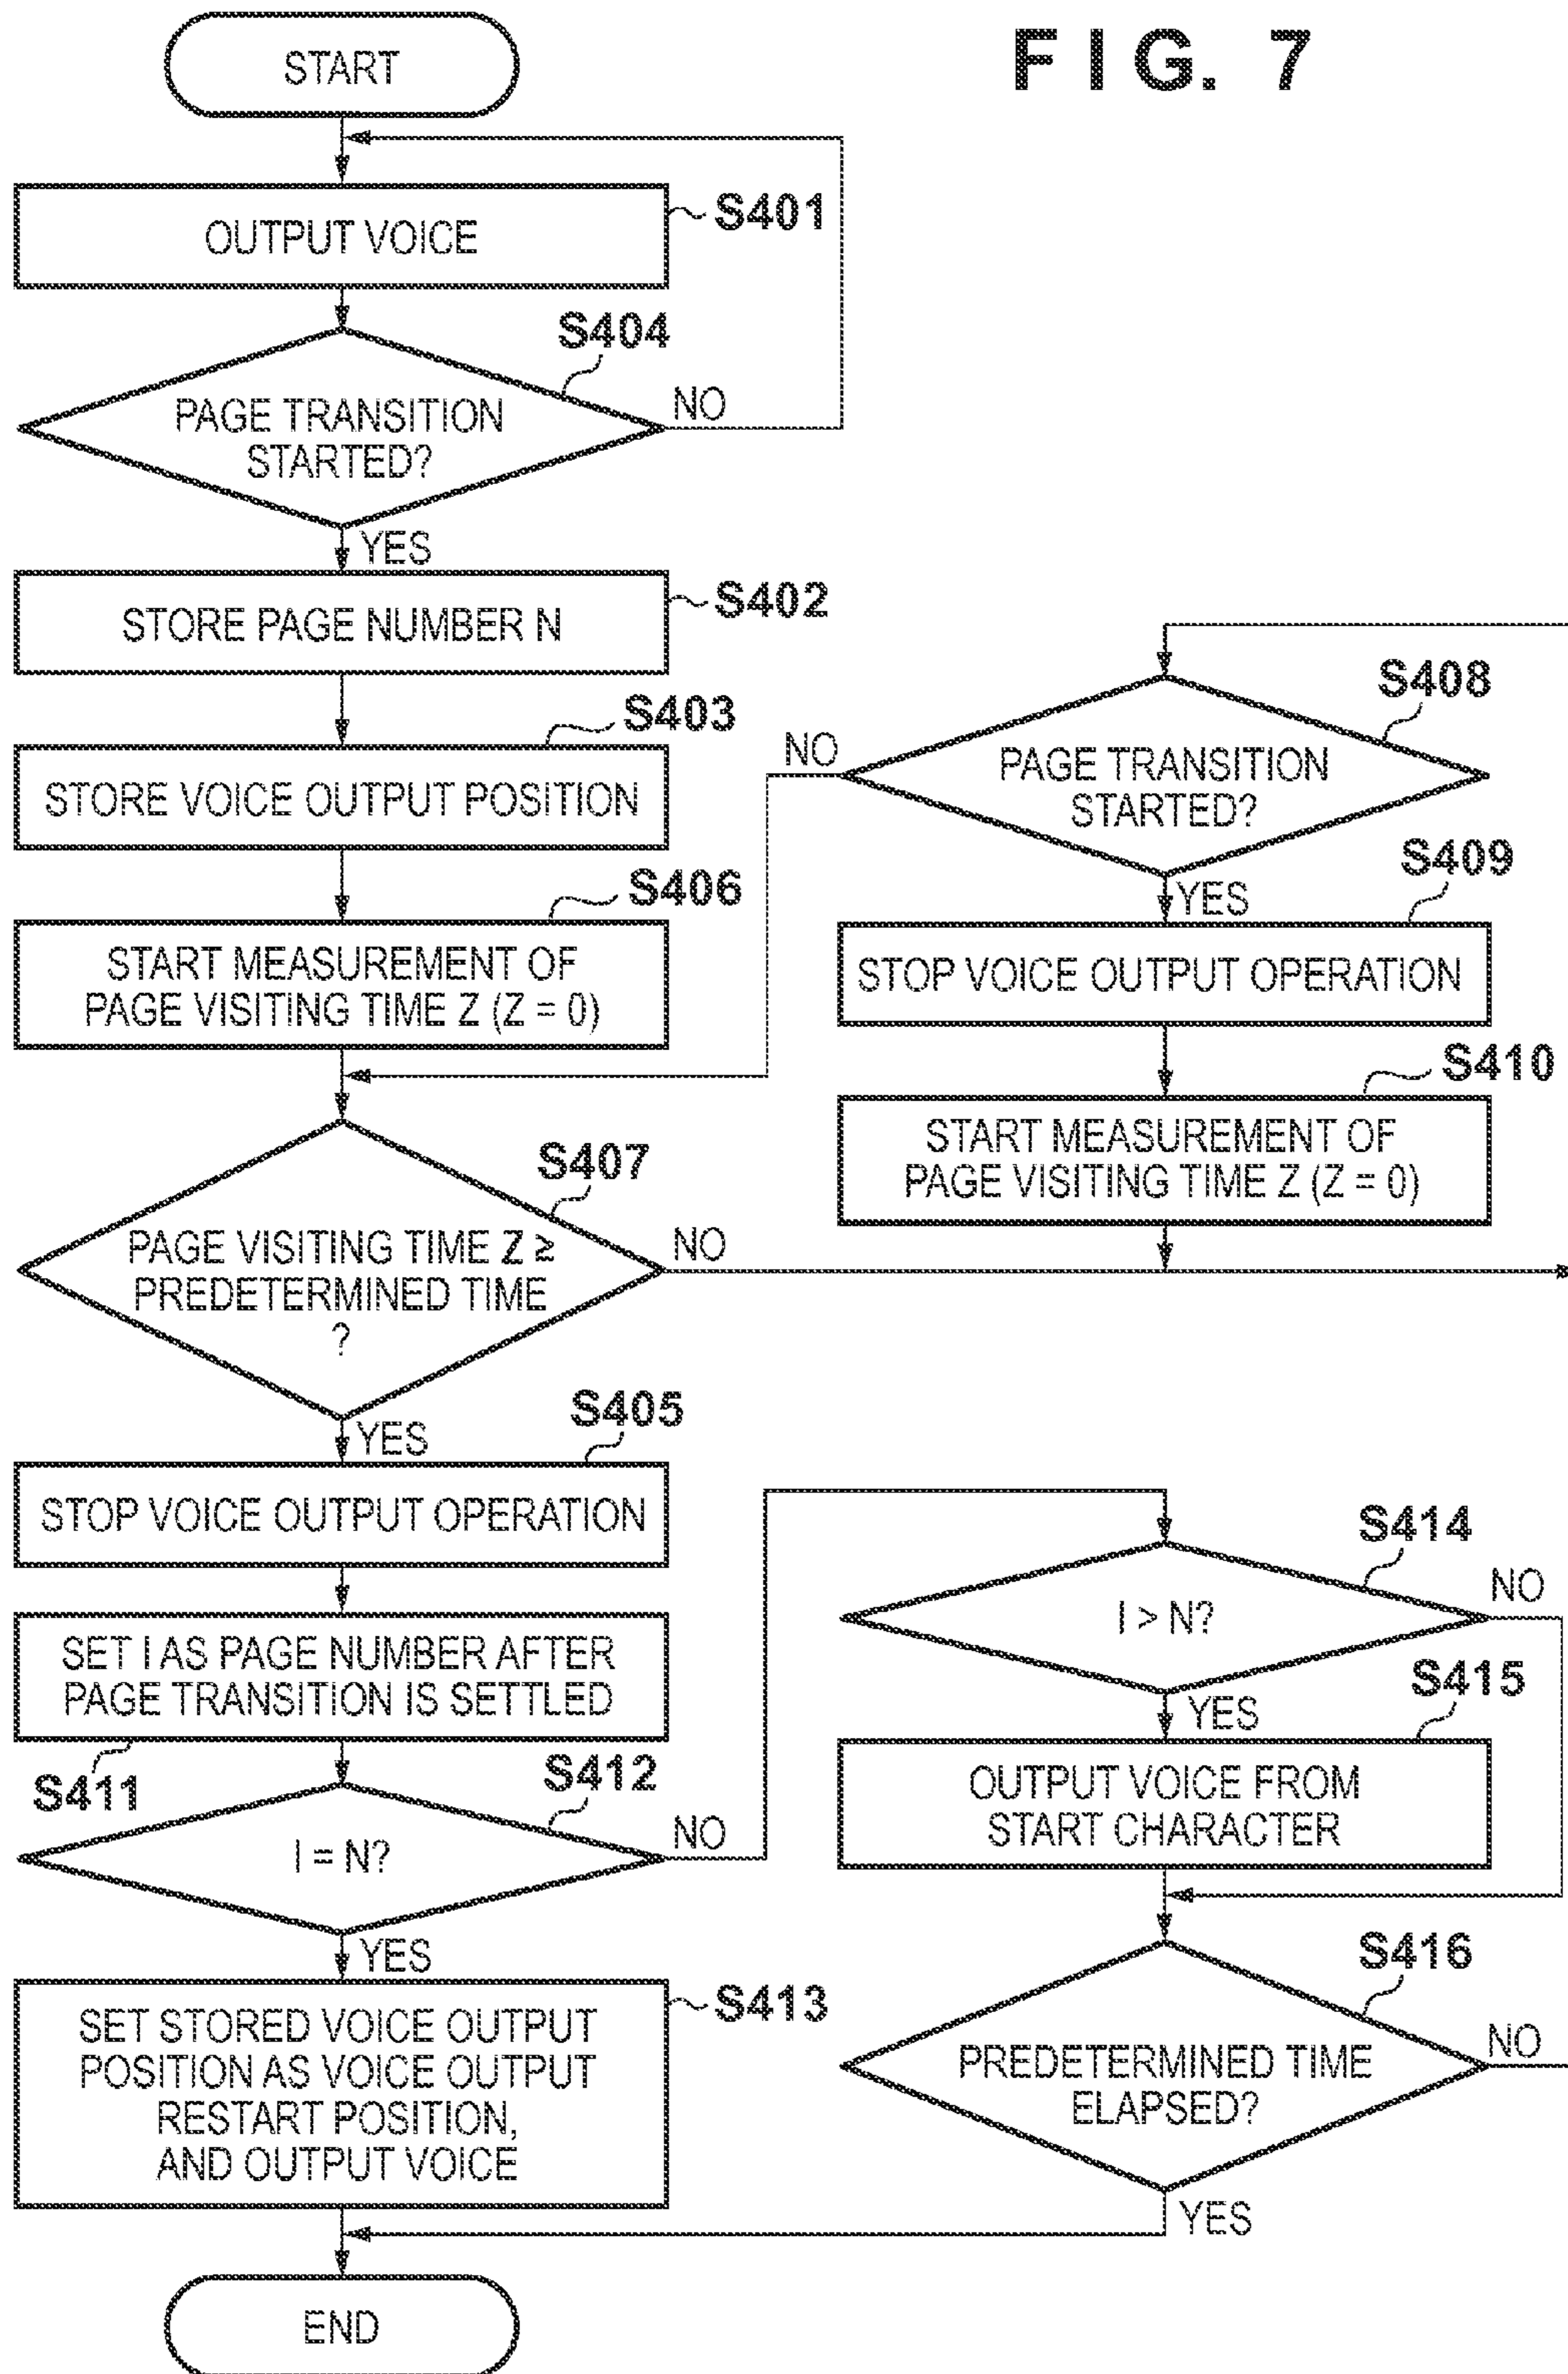 FIG. 7
START
OUTPUT VOICE
S401
S404
PAGE TRANSITION
STARTED?
NO
YES
STORE PAGE NUMBER N
S402
S403
STORE VOICE OUTPUT POSITION
S406
START MEASUREMENT OF
PAGE VISITING TIME Z (Z = 0)
S407
PAGE VISITING TIME Z ≧
PREDETERMINED TIME
?
NO
YES
S405
STOP VOICE OUTPUT OPERATION
SET I AS PAGE NUMBER AFTER
PAGE TRANSITION IS SETTLED
S411
S412
I = N?
NO
YES
SET STORED VOICE OUTPUT
POSITION AS VOICE OUTPUT
RESTART POSITION,
AND OUTPUT VOICE
S413
END
S408
NO
PAGE TRANSITION
STARTED?
YES
S409
STOP VOICE OUTPUT OPERATION
S410
START MEASUREMENT OF
PAGE VISITING TIME Z (Z = 0)
S414
I > N?
NO
YES
S415
OUTPUT VOICE FROM
START CHARACTER
S416
PREDETERMINED TIME
ELAPSED?
NO
YES